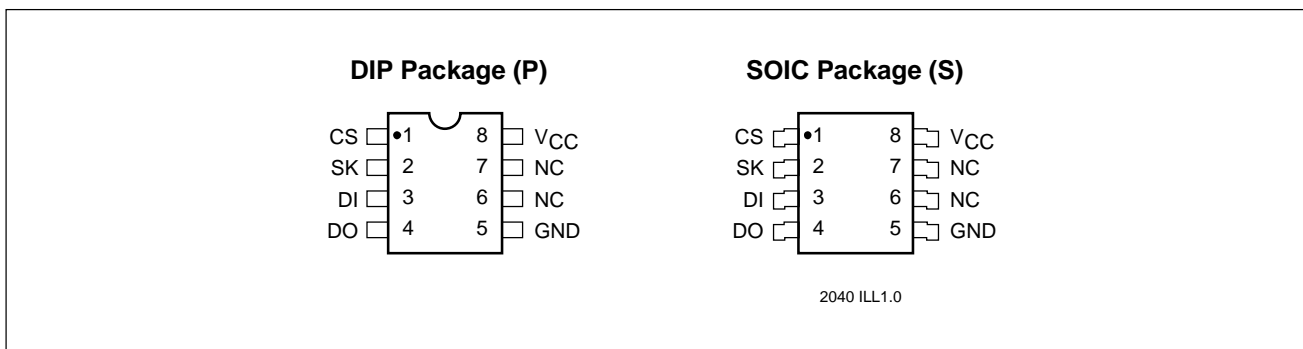 DIP Package (P)
CS 1 8 VCC
SK 2 7 NC
DI 3 6 NC
DO 4 5 GND
SOIC Package (S)
CS 1 8 VCC
SK 2 7 NC
DI 3 6 NC
DO 4 5 GND
2040 ILL1.0